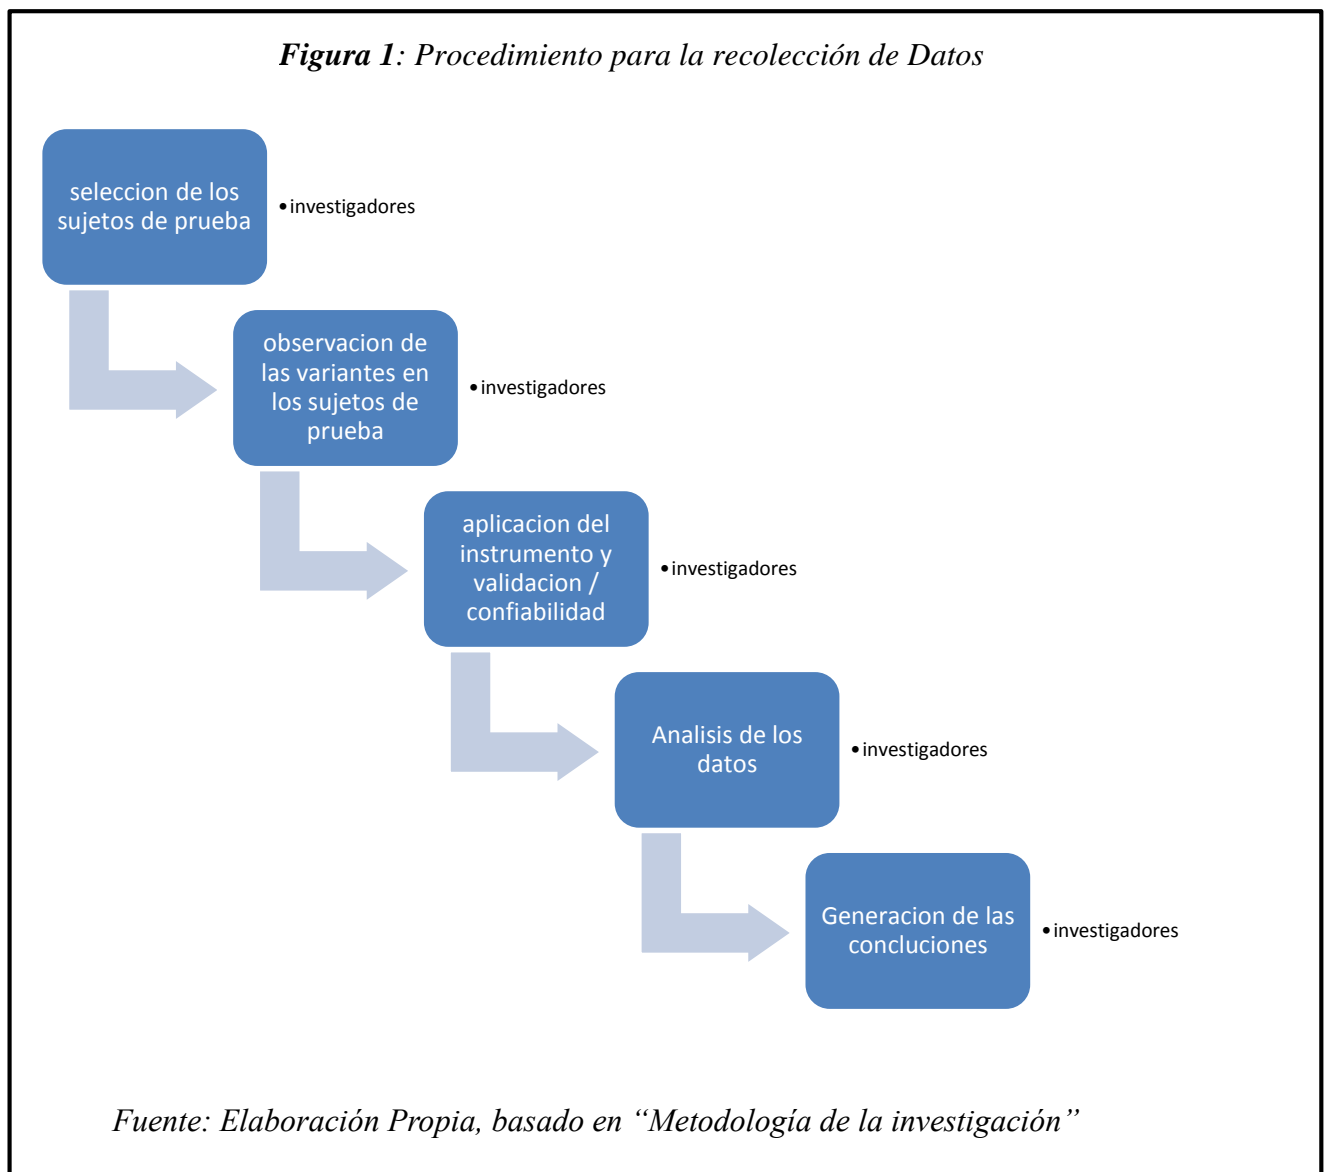 Figura 1: Procedimiento para la recolección de Datos
seleccion de los
sujetos de prueba
•investigadores
observacion de
las variantes en
los sujetos de
prueba
•investigadores
aplicacion del
instrumento y
validacion /
confiabilidad
•investigadores
Analisis de los
datos
•investigadores
Generacion de las
concluciones
•investigadores
Fuente: Elaboración Propia, basado en “Metodología de la investigación”